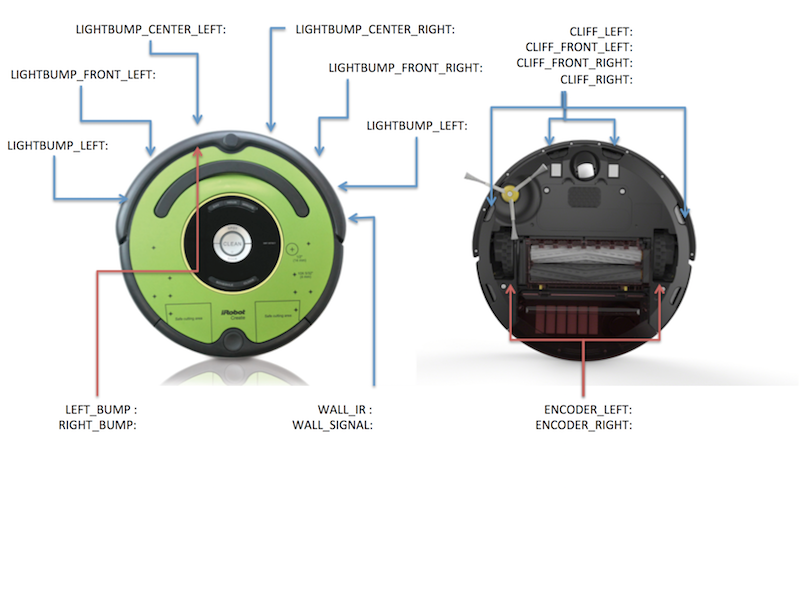 LIGHTBUMP_CENTER_LEFT:
LIGHTBUMP_CENTER_RIGHT:
CLIFF_LEFT:
CLIFF_FRONT_LEFT:
CLIFF_FRONT_RIGHT:
CLIFF_RIGHT:
LIGHTBUMP_FRONT_LEFT:
LIGHTBUMP_FRONT_RIGHT:
LIGHTBUMP_LEFT:
LIGHTBUMP_LEFT:
CLEAN
iRobot
Create
LEFT_BUMP :
RIGHT_BUMP:
WALL_IR :
WALL_SIGNAL:
ENCODER_LEFT:
ENCODER_RIGHT: